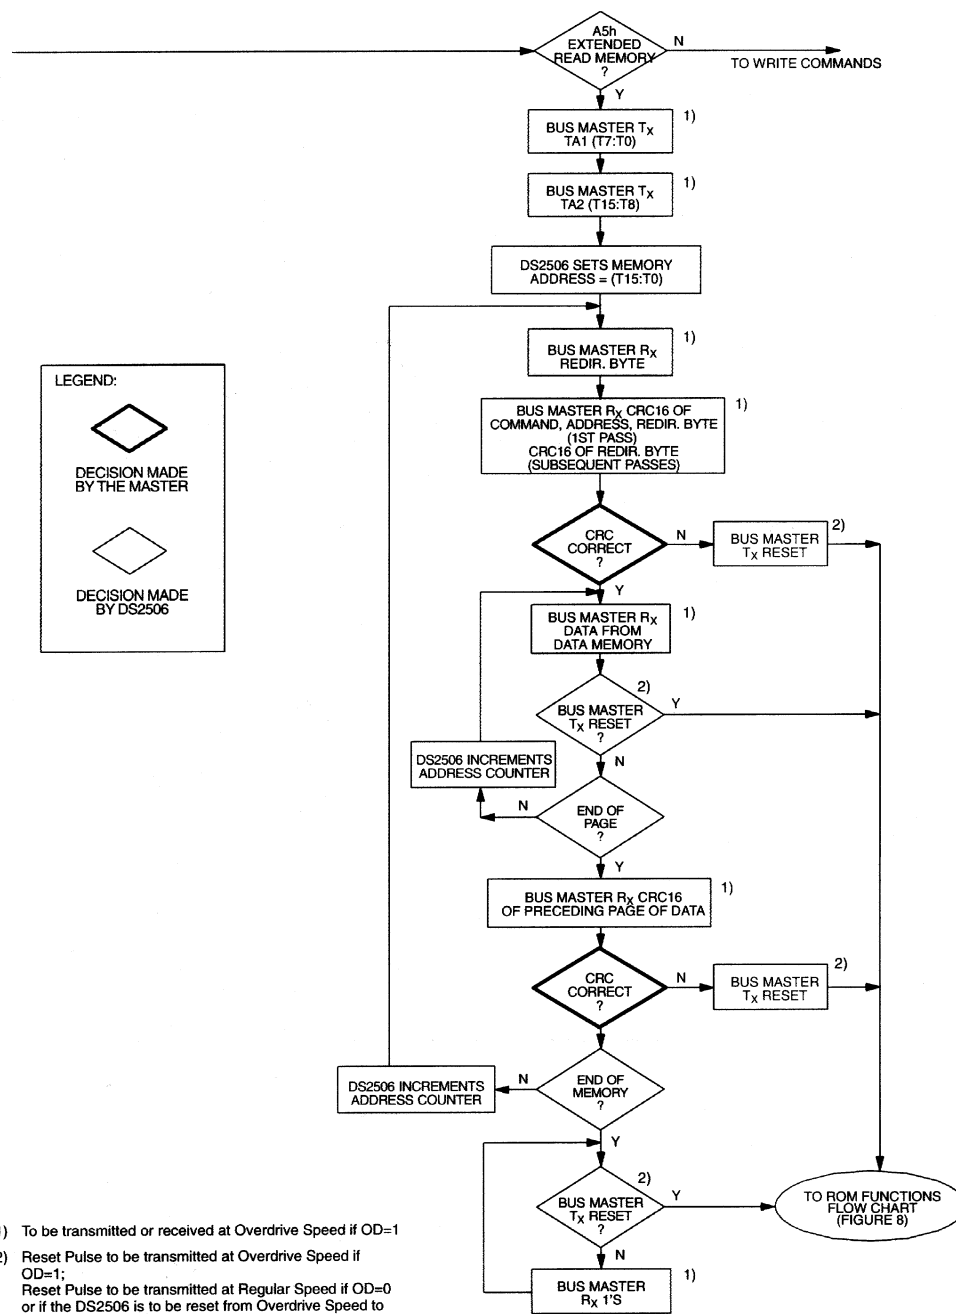 A5h
EXTENDED
READ MEMORY
?
N
TO WRITE COMMANDS
Y
BUS MASTER TX
TA1 (T7:T0)
1)
BUS MASTER TX
TA2 (T15:T8)
1)
DS2506 SETS MEMORY
ADDRESS = (T15:T0)
BUS MASTER RX
REDIR. BYTE
1)
LEGEND:
DECISION MADE
BY THE MASTER
DECISION MADE
BY DS2506
BUS MASTER RX CRC16 OF
COMMAND, ADDRESS, REDIR. BYTE
(1ST PASS)
CRC16 OF REDIR. BYTE
(SUBSEQUENT PASSES)
1)
CRC
CORRECT
?
N
BUS MASTER
TX RESET
2)
Y
BUS MASTER RX
DATA FROM
DATA MEMORY
1)
BUS MASTER
TX RESET
?
2)
Y
N
DS2506 INCREMENTS
ADDRESS COUNTER
END OF
PAGE
?
N
Y
BUS MASTER RX CRC16
OF PRECEDING PAGE OF DATA
1)
CRC
CORRECT
?
N
BUS MASTER
TX RESET
2)
END OF
MEMORY
?
N
DS2506 INCREMENTS
ADDRESS COUNTER
Y
BUS MASTER
TX RESET
?
2)
Y
TO ROM FUNCTIONS
FLOW CHART
(FIGURE 8)
N
BUS MASTER
RX 1'S
1)
1) To be transmitted or received at Overdrive Speed if OD=1
2) Reset Pulse to be transmitted at Overdrive Speed if
OD=1;
Reset Pulse to be transmitted at Regular Speed if OD=0
or if the DS2506 is to be reset from Overdrive Speed to